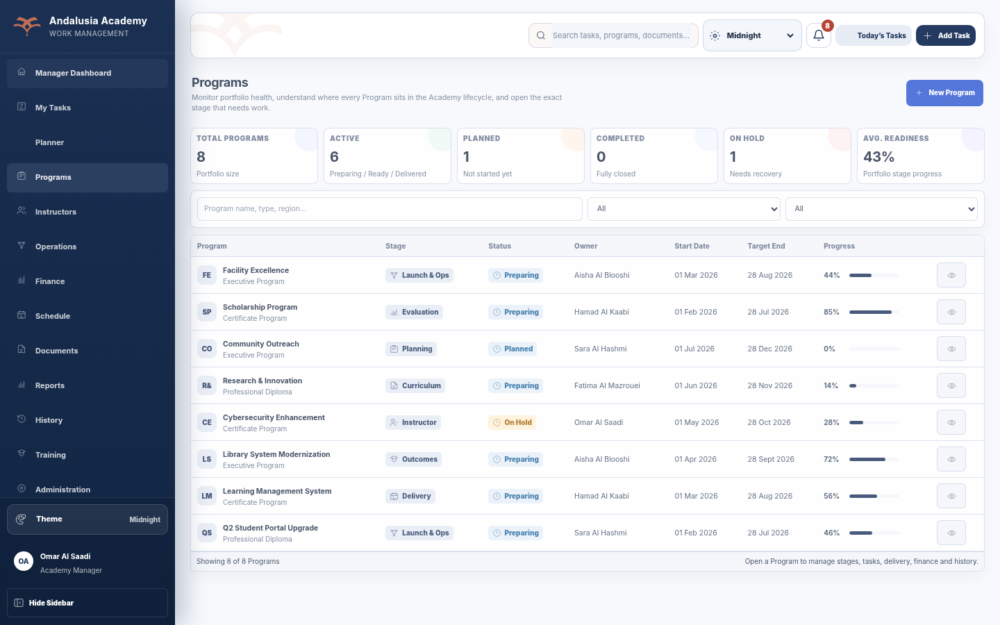 Andalusia Academy
WORK MANAGEMENT
Manager Dashboard
My Tasks
Planner
Programs
Instructors
Operations
Finance
Schedule
Documents
Reports
History
Training
Administration
Theme
Midnight
OA
Omar Al Saadi
Academy Manager
Hide Sidebar
Search tasks, programs, documents...
Midnight
8
Today's Tasks
Add Task
Programs
Monitor portfolio health, understand where every Program sits in the Academy lifecycle, and open the exact
stage that needs work.
New Program
TOTAL PROGRAMS
8
Portfolio size
ACTIVE
6
Preparing / Ready / Delivered
PLANNED
1
Not started yet
COMPLETED
0
Fully closed
ON HOLD
1
Needs recovery
AVG. READINESS
43%
Portfolio stage progress
Program name, type, region...
All
All
Program Stage Status Owner Start Date Target End Progress
FE Facility Excellence Launch & Ops Preparing Aisha Al Blooshi 01 Mar 2026 28 Aug 2026 44%
Executive Program
SP Scholarship Program Evaluation Preparing Hamad Al Kaabi 01 Feb 2026 28 Jul 2026 85%
Certificate Program
CO Community Outreach Planning Planned Sara Al Hashmi 01 Jul 2026 28 Dec 2026 0%
Executive Program
R& Research & Innovation Curriculum Preparing Fatima Al Mazrouei 01 Jun 2026 28 Nov 2026 14%
Professional Diploma
CE Cybersecurity Enhancement Instructor On Hold Omar Al Saadi 01 May 2026 28 Oct 2026 28%
Certificate Program
LS Library System Modernization Outcomes Preparing Aisha Al Blooshi 01 Apr 2026 28 Sept 2026 72%
Executive Program
LM Learning Management System Delivery Preparing Hamad Al Kaabi 01 Mar 2026 28 Aug 2026 56%
Certificate Program
QS Q2 Student Portal Upgrade Launch & Ops Preparing Sara Al Hashmi 01 Feb 2026 28 Jul 2026 46%
Professional Diploma
Showing 8 of 8 Programs
Open a Program to manage stages, tasks, delivery, finance and history.